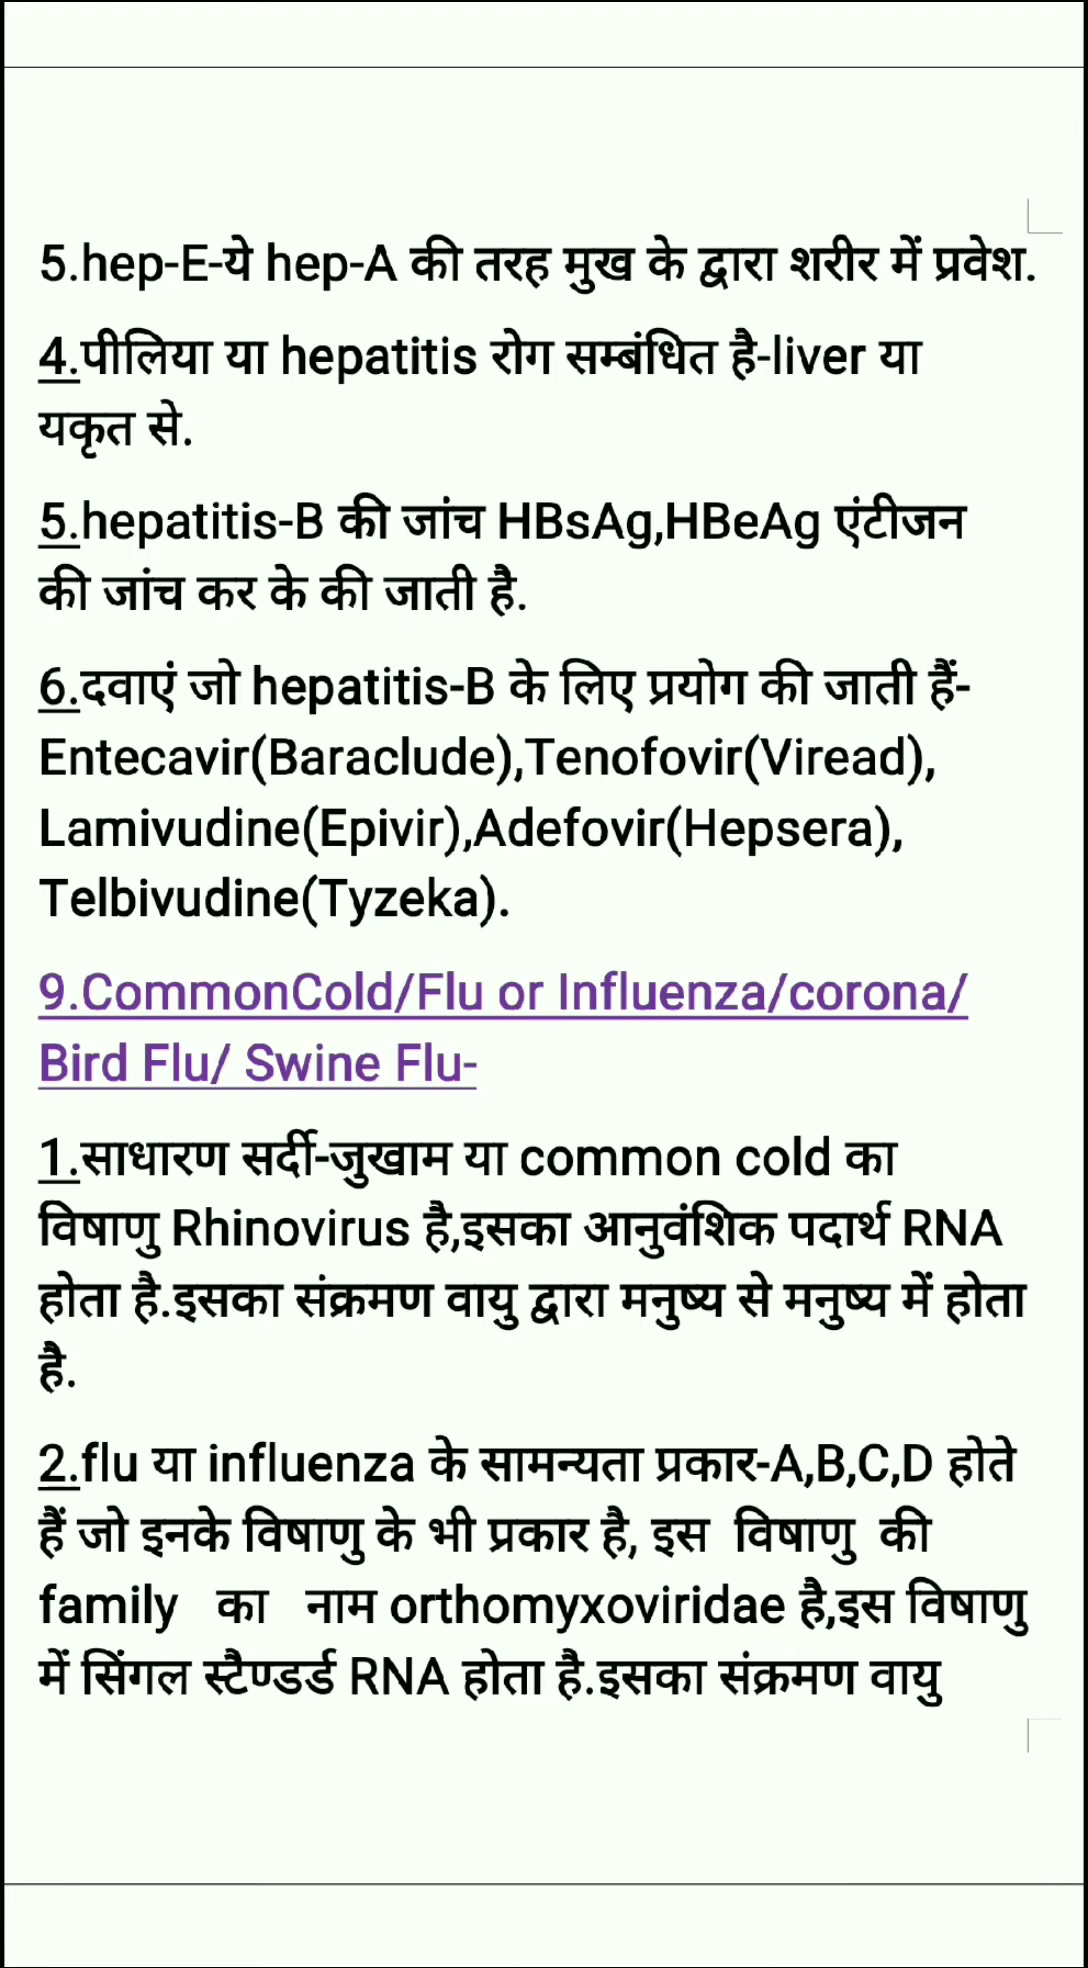 5.hep-E-ये hep-A की तरह मुख के द्वारा शरीर में प्रवेश.
4.पीलिया या hepatitis रोग सम्बंधित है-liver या
यकृत से.
5.hepatitis-B की जांच HBsAg,HBeAg एंटीजन
की जांच कर के की जाती है.
6.दवाएं जो hepatitis-B के लिए प्रयोग की जाती हैं-
Entecavir(Baraclude),Tenofovir(Viread),
Lamivudine(Epivir),Adefovir(Hepsera),
Telbivudine(Tyzeka).
9.CommonCold/Flu or Influenza/corona/
Bird Flu/ Swine Flu-
1.साधारण सर्दी-जुखाम या common cold का
विषाणु Rhinovirus है,इसका आनुवंशिक पदार्थ RNA
होता है.इसका संक्रमण वायु द्वारा मनुष्य से मनुष्य में होता
है.
2.flu या influenza के सामन्यता प्रकार-A,B,C,D होते
हैं जो इनके विषाणु के भी प्रकार है, इस विषाणु की
family का नाम orthomyxoviridae है,इस विषाणु
में सिंगल स्टैण्डर्ड RNA होता है.इसका संक्रमण वायु